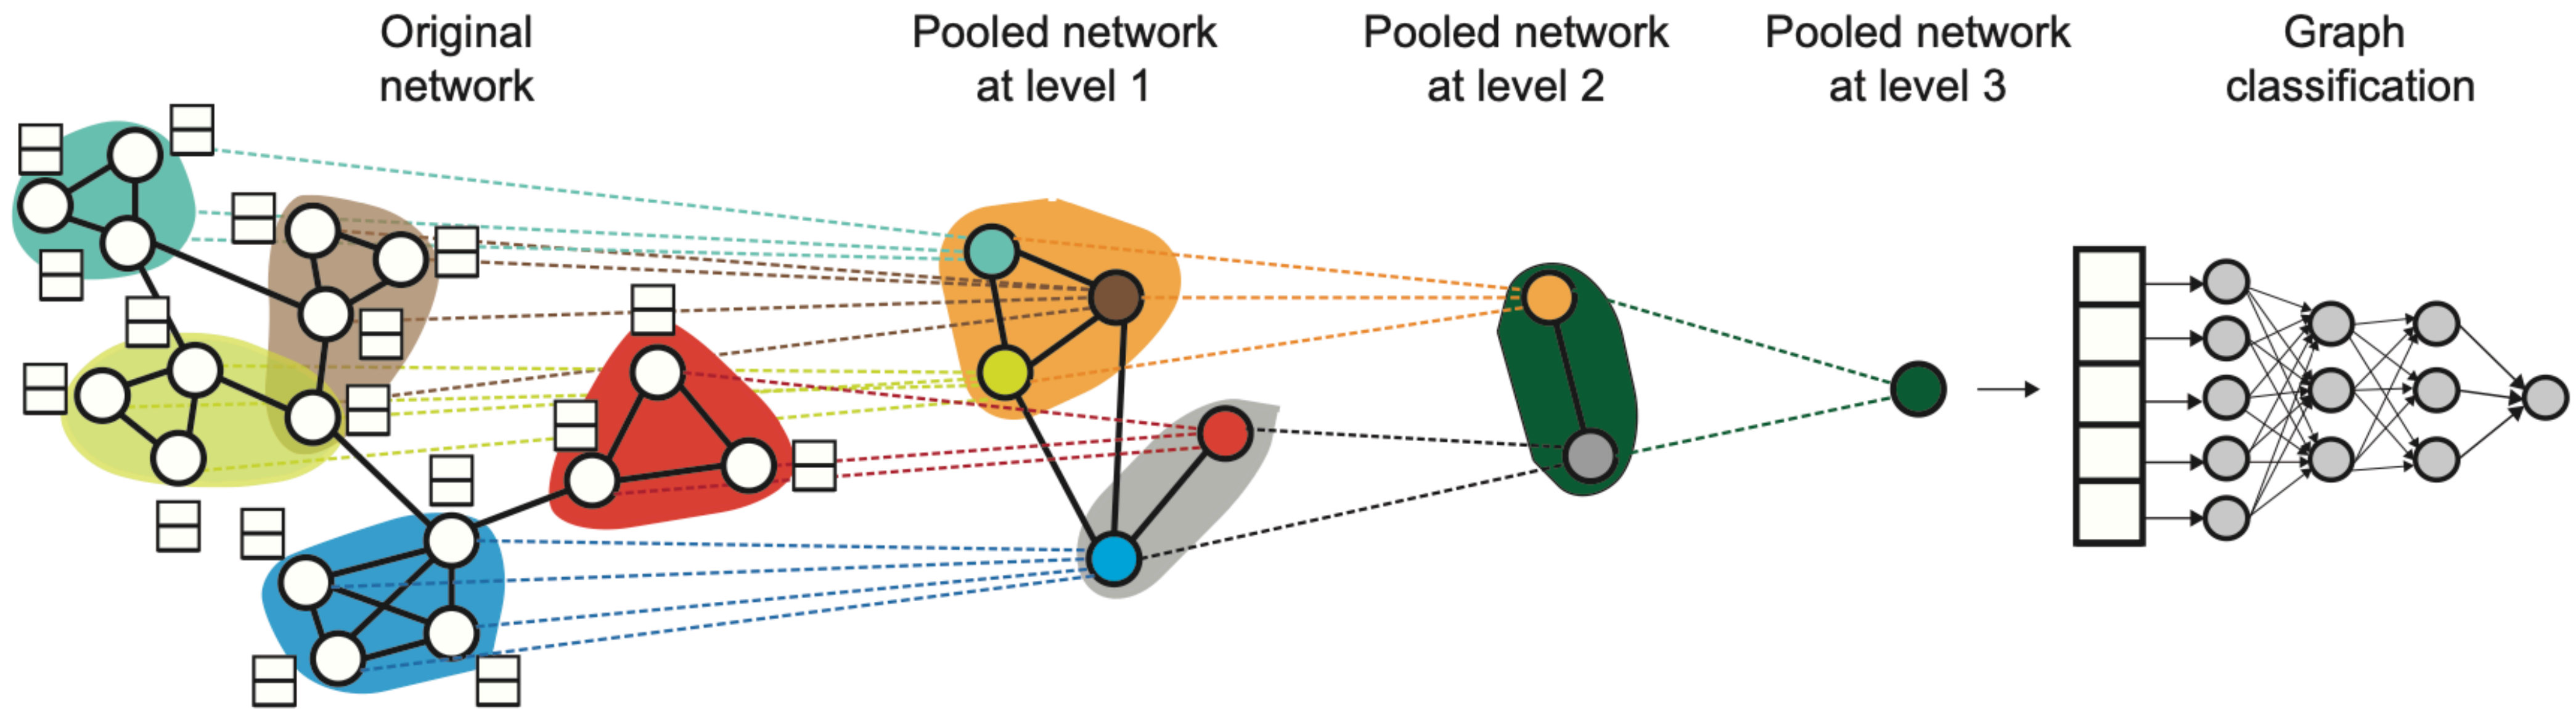 Original
network
Pooled network
at level 1
Pooled network
at level 2
Pooled network
at level 3
Graph
classification